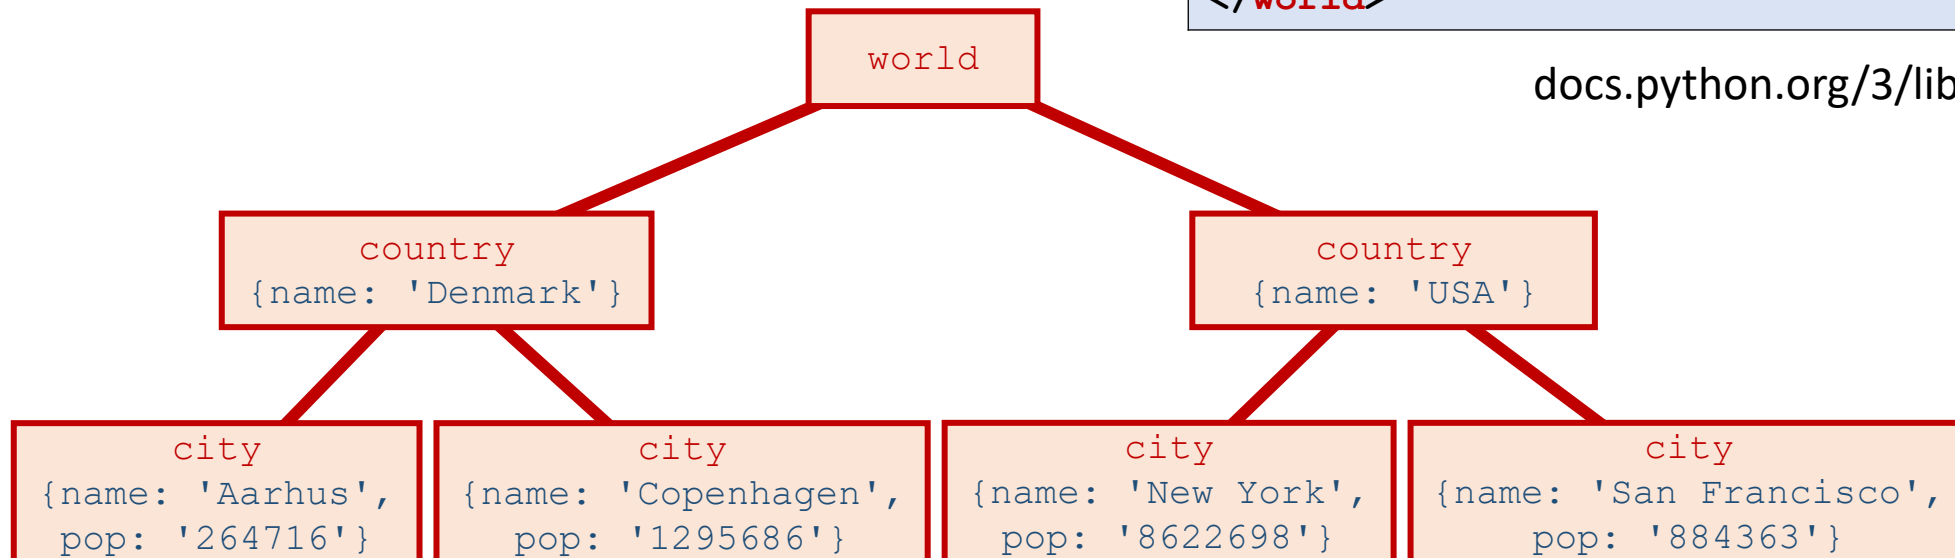 </world>
world
docs.python.org/3/lib
country
{name: 'Denmark'}
country
{name: 'USA'}
city
{name: 'Aarhus',
pop: '264716'}
city
{name: 'Copenhagen',
pop: '1295686'}
city
{name: 'New York',
pop: '8622698'}
city
{name: 'San Francisco',
pop: '884363'}